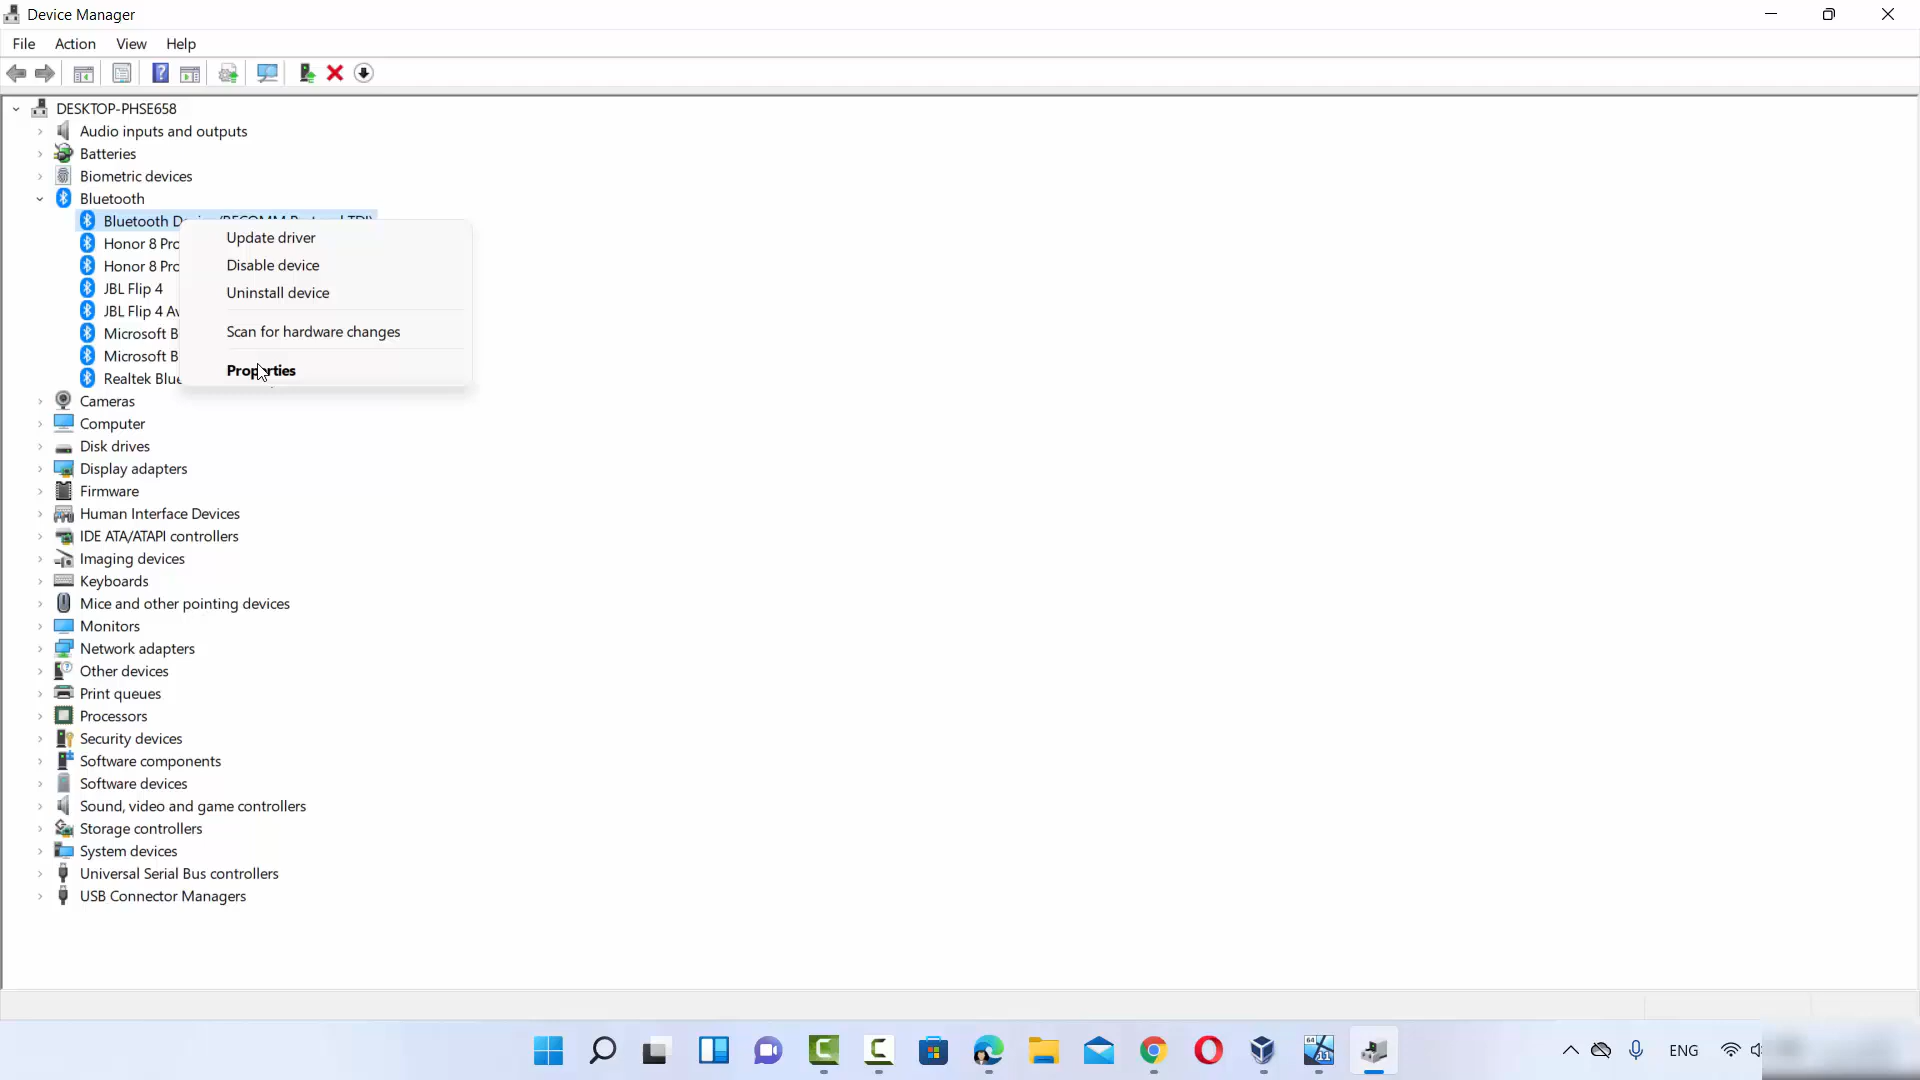 Device Manager
File Action View Help
DESKTOP-PHSE658
Audio inputs and outputs
Batteries
Biometric devices
Bluetooth
Bluetooth
Honor 8 Pro
Honor 8 Pro
JBL Flip 4
JBL Flip 4
Microsoft
Microsoft
Realtek
Update driver
Disable device
Uninstall device
Scan for hardware changes
Properties
Cameras
Computer
Disk drives
Display adapters
Firmware
Human Interface Devices
IDE ATA/ATAPI controllers
Imaging devices
Keyboards
Mice and other pointing devices
Monitors
Network adapters
Other devices
Print queues
Processors
Security devices
Software components
Software devices
Sound, video and game controllers
Storage controllers
System devices
Universal Serial Bus controllers
USB Connector Managers
64
11
ENG